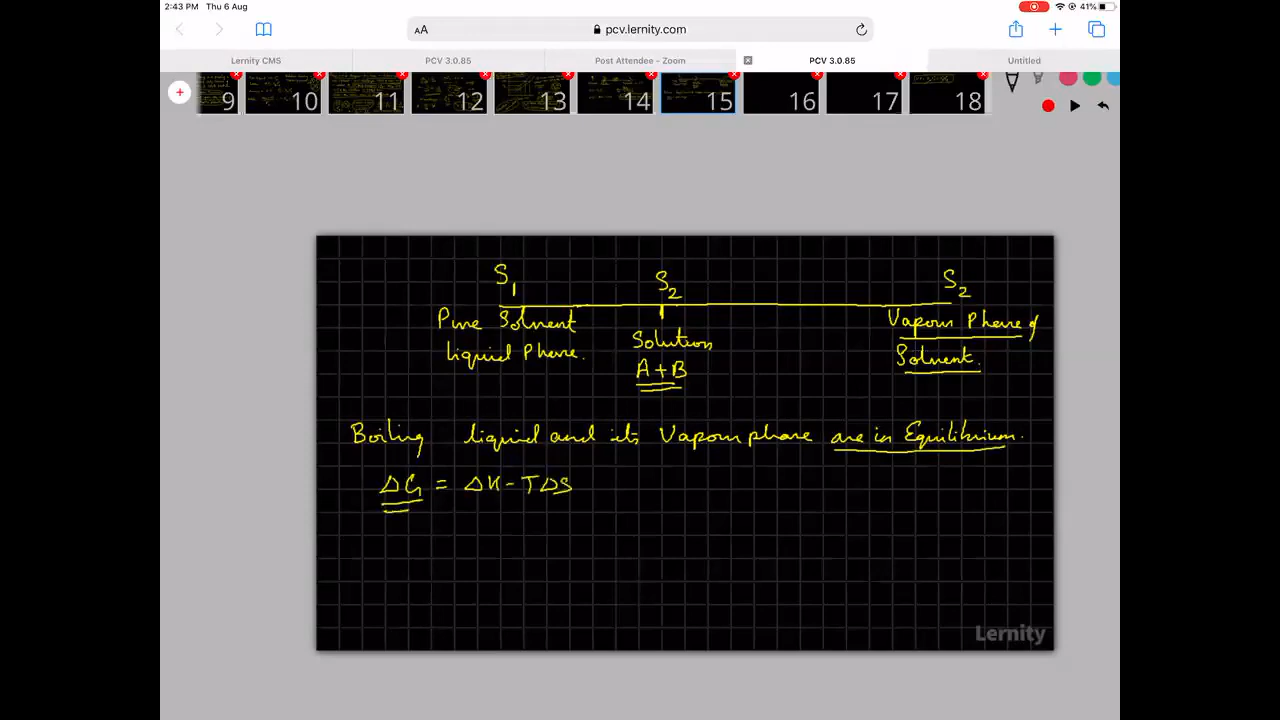 2:43 PM Thu 6 Aug 41%
AA pcv.lernity.com
Lernity CMS PCV 3.0.85 Post Attendee - Zoom PCV 3.0.85 Untitled
9 10 11 12 13 14 15 16 17 18
S1 S2 S2
Pure Solvent Solution Vapour Phase of
liquid Phase. A+B Solvent.
Boiling liquid and its Vapour phase are in Equilibrium.
ΔG = ΔH - TΔS
Lernity